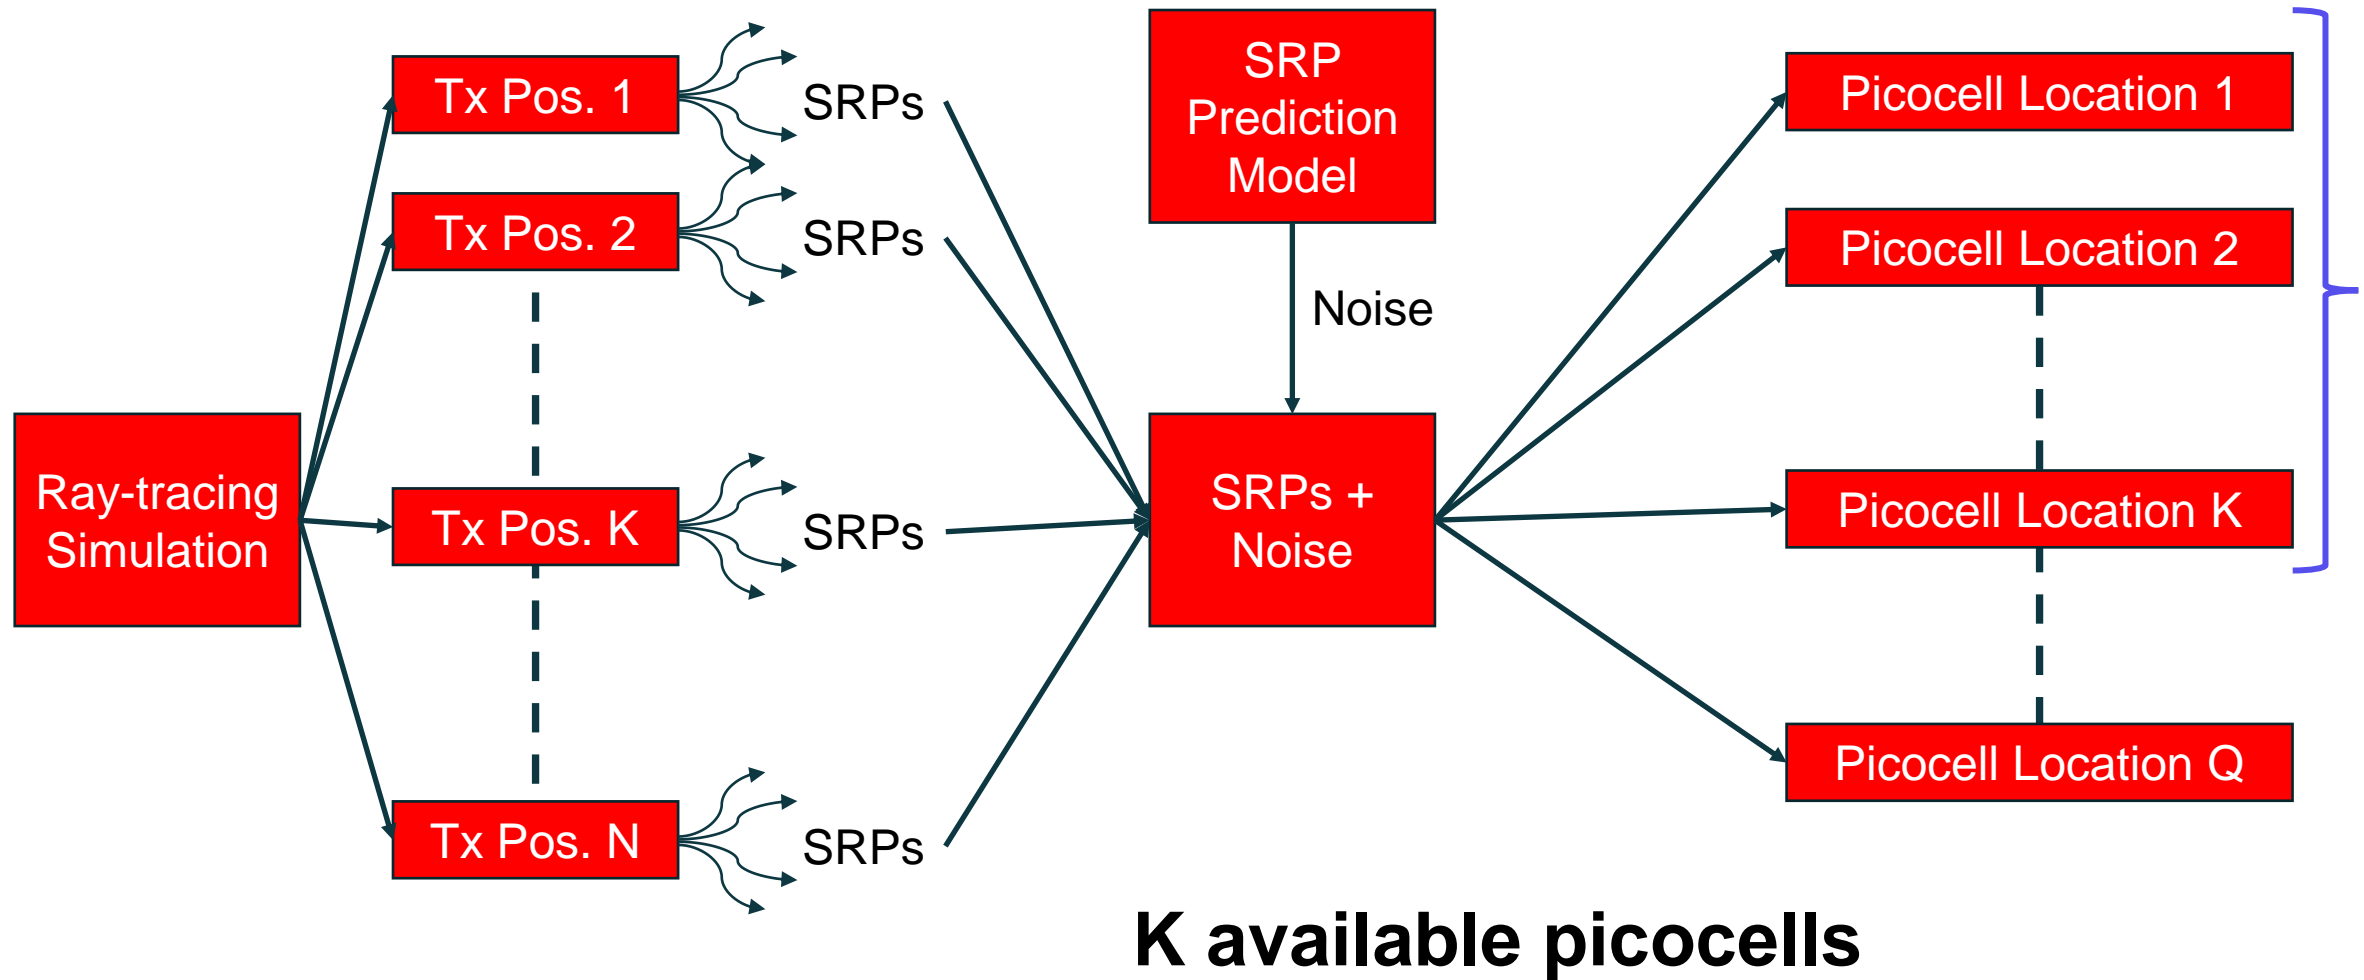 Tx Pos. 1
SRPs
Tx Pos. 2
SRPs
Ray-tracing
Simulation
Tx Pos. K
SRPs
Tx Pos. N
SRPs
SRP
Prediction
Model
Noise
SRPs +
Noise
Picocell Location 1
Picocell Location 2
Picocell Location K
Picocell Location Q
K available picocells